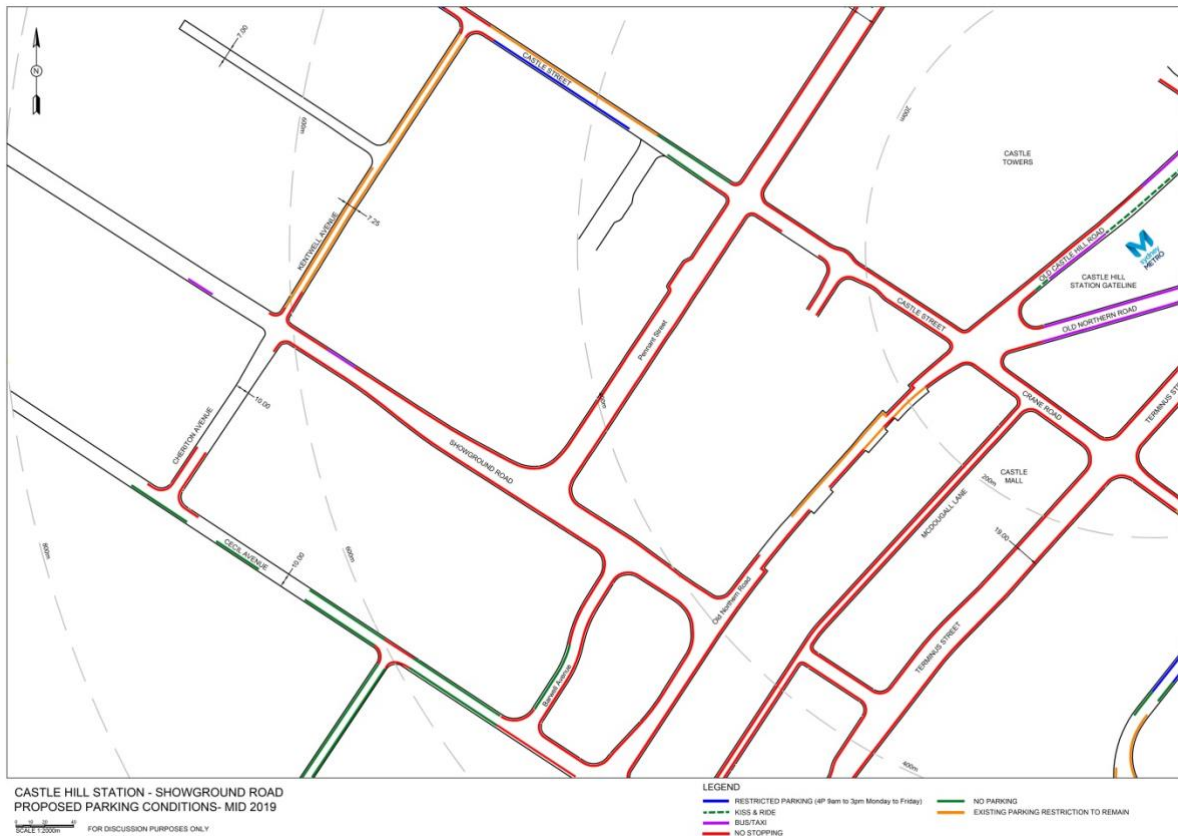 N
7.00
CASTLE STREET
600m
200m
CASTLE
TOWERS
KENTWELL AVENUE
7.25
OLD CASTLE HILL ROAD
sydney
METRO
CASTLE HILL
STATION GATELINE
OLD NORTHERN ROAD
CASTLE STREET
Pennant Street
CRANE ROAD
TERMINUS ST
10.00
CHERITON AVENUE
SHOWGROUND ROAD
CASTLE
MALL
200m
MCDOUGALL LANE
19.00
CECIL AVENUE
10.00
800m
600m
Old Northern Road
Barwell Avenue
TERMINUS STREET
400m
CASTLE HILL STATION - SHOWGROUND ROAD
PROPOSED PARKING CONDITIONS- MID 2019
SCALE 1:2000m
FOR DISCUSSION PURPOSES ONLY
LEGEND
RESTRICTED PARKING (4P 9am to 3pm Monday to Friday)
KISS & RIDE
BUS/TAXI
NO STOPPING
NO PARKING
EXISTING PARKING RESTRICTION TO REMAIN